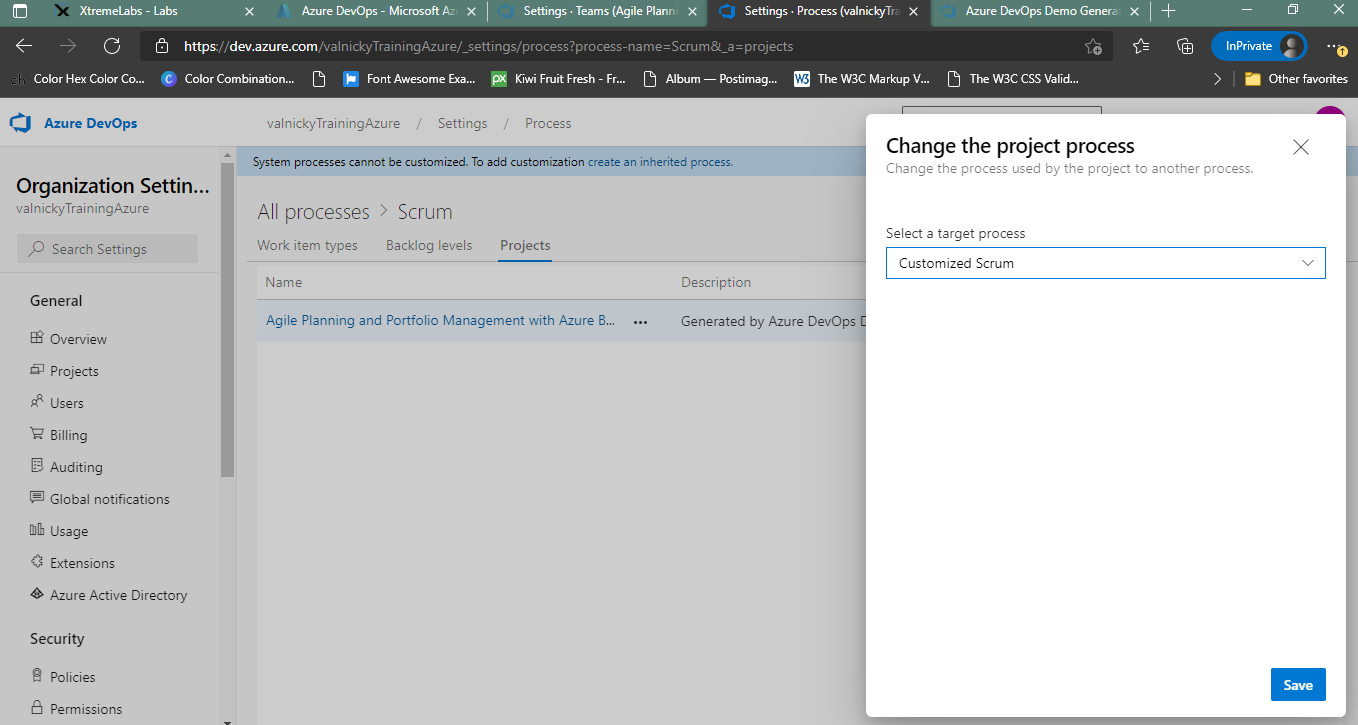 XtremeLabs - Labs
Azure DevOps - Microsoft Az
Settings · Teams (Agile Planni
Settings · Process (valnickyTra
Azure DevOps Demo Genera
https://dev.azure.com/valnickyTrainingAzure/_settings/process?process-name=Scrum&_a=projects
InPrivate
ch Color Hex Color Co...
C Color Combination...
Font Awesome Exa...
px Kiwi Fruit Fresh - Fr...
Album — Postimag...
W3 The W3C Markup V...
The W3C CSS Valid...
Other favorites
Azure DevOps
valnickyTrainingAzure / Settings / Process
System processes cannot be customized. To add customization create an inherited process.
Organization Settin...
valnickyTrainingAzure
Search Settings
General
Overview
Projects
Users
Billing
Auditing
Global notifications
Usage
Extensions
Azure Active Directory
Security
Policies
Permissions
All processes > Scrum
Work item types
Backlog levels
Projects
Name
Description
Agile Planning and Portfolio Management with Azure B... ...
Generated by Azure DevOps D
Change the project process
Change the process used by the project to another process.
Select a target process
Customized Scrum
Save